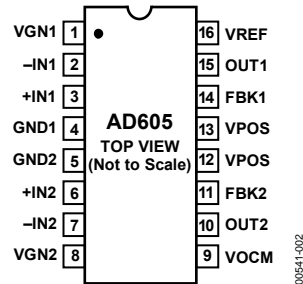 VGN1 1 16 VREF
–IN1 2 15 OUT1
+IN1 3 14 FBK1
GND1 4 AD605 13 VPOS
TOP VIEW
GND2 5 (Not to Scale) 12 VPOS
+IN2 6 11 FBK2
–IN2 7 10 OUT2
VGN2 8 9 VOCM
00541-002